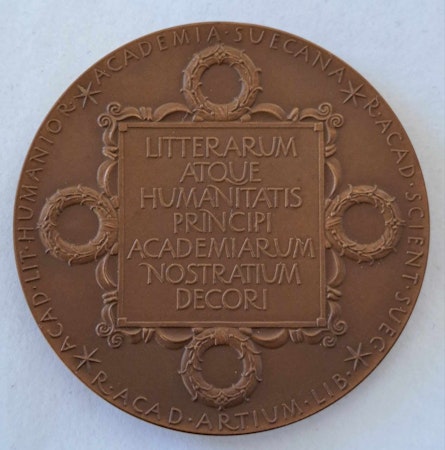 ACADEMIA·SUECANA
R·ACAD·SCIENT·SUEC
R·ACAD·ARTIUM·LIB·
ACAD·LIT·HUMANIOR
LITTERARUM
ATQUE
HUMANITATIS
PRINCIPI
ACADEMIARUM
NOSTRATIUM
DECORI